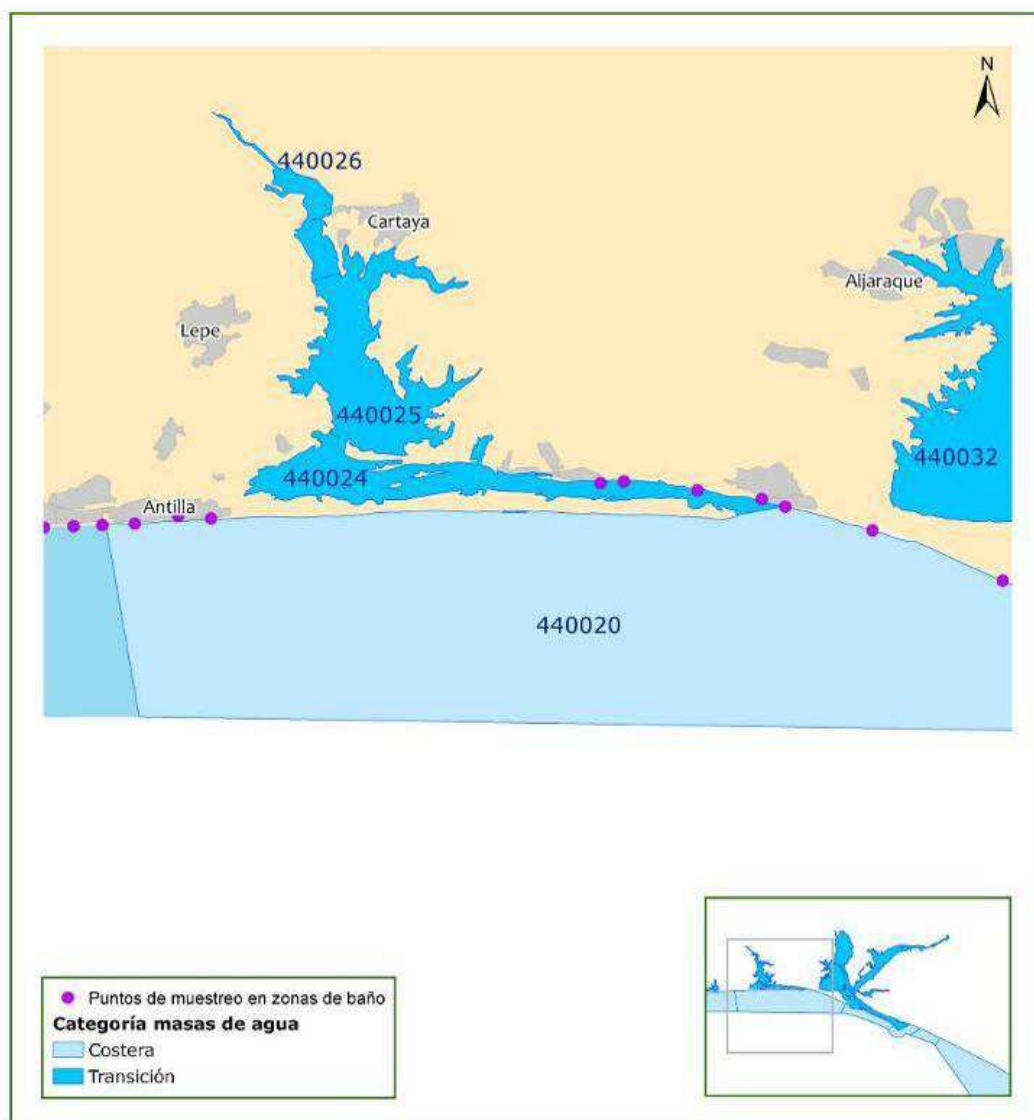 N
440026
Cartaya
Aljaraque
Lepe
440025
440032
440024
Antilla
440020
Puntos de muestreo en zonas de baño
Categoría masas de agua
Costera
Transición